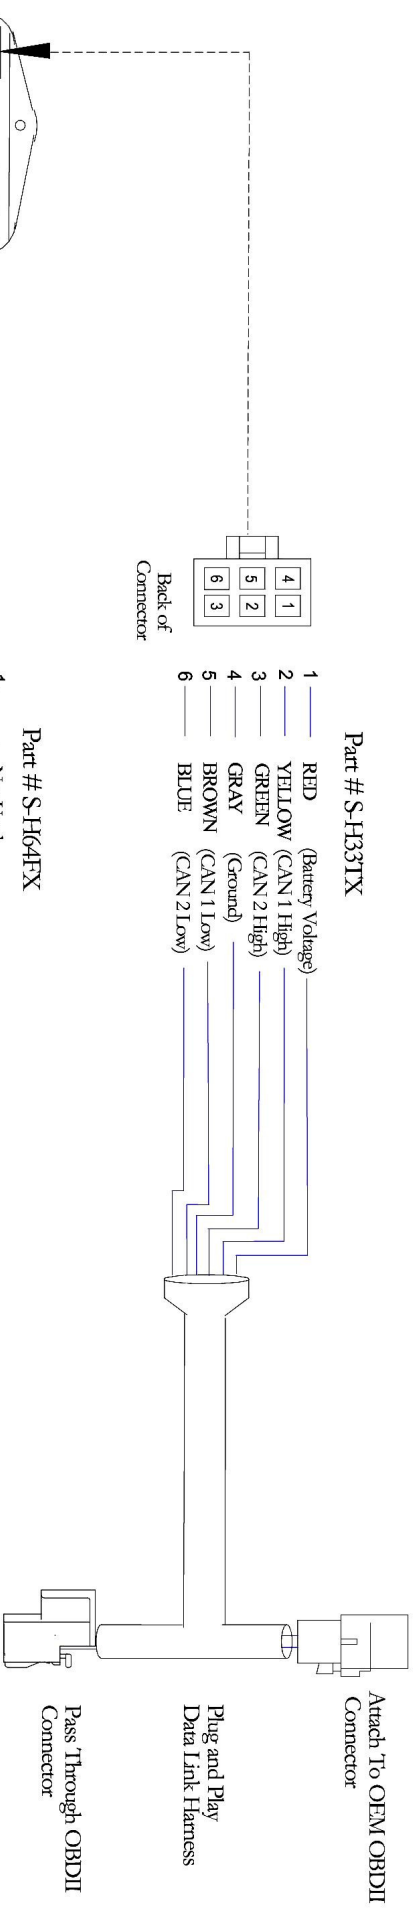 Part # S-H33TX
4 1
5 2
6 3
Back of
Connector
1 RED (Battery Voltage)
2 YELLOW (CAN 1 High)
3 GREEN (CAN 2 High)
4 GRAY (Ground)
5 BROWN (CAN 1 Low)
6 BLUE (CAN 2 Low)
Attach To OEM OBDII
Connector
Plug and Play
Data Link Harness
Pass Through OBDII
Connector
Part # S-H64FX